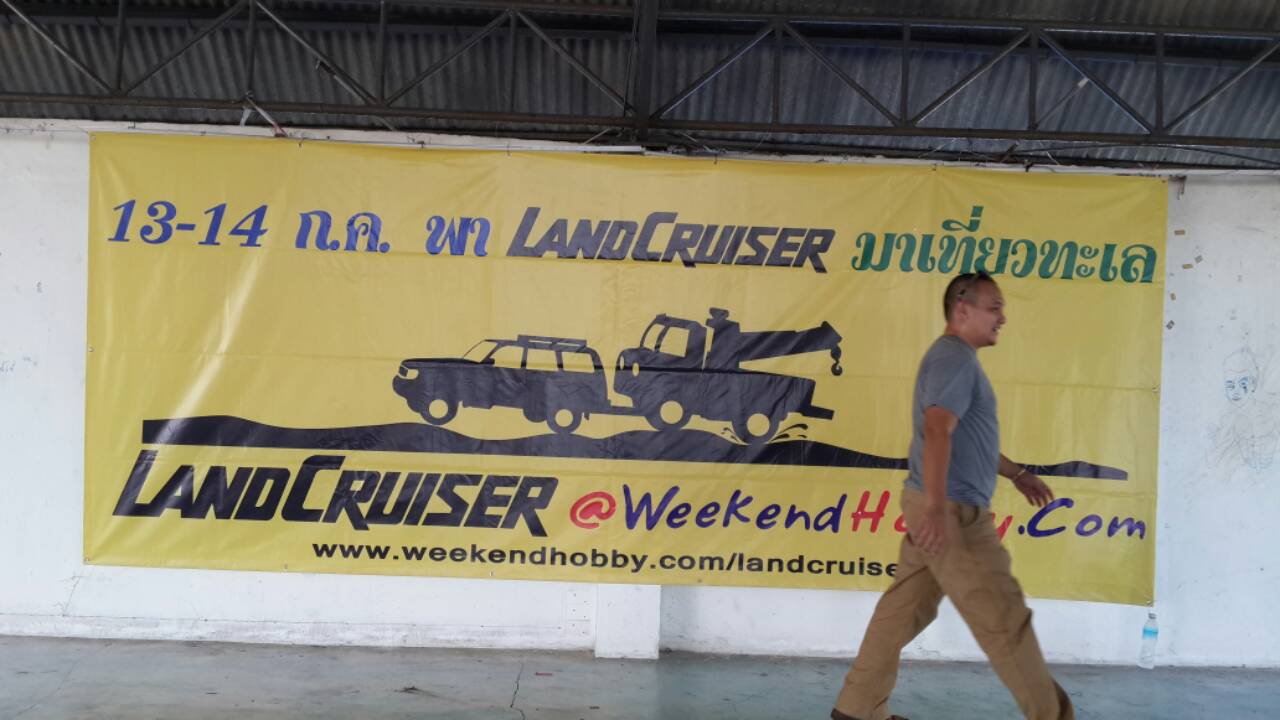 13-14 ก.ค. พา LANDCRUISER มาเที่ยวทะเล
LANDCRUISER @WeekendH y.Com
www.weekendhobby.com/landcruise